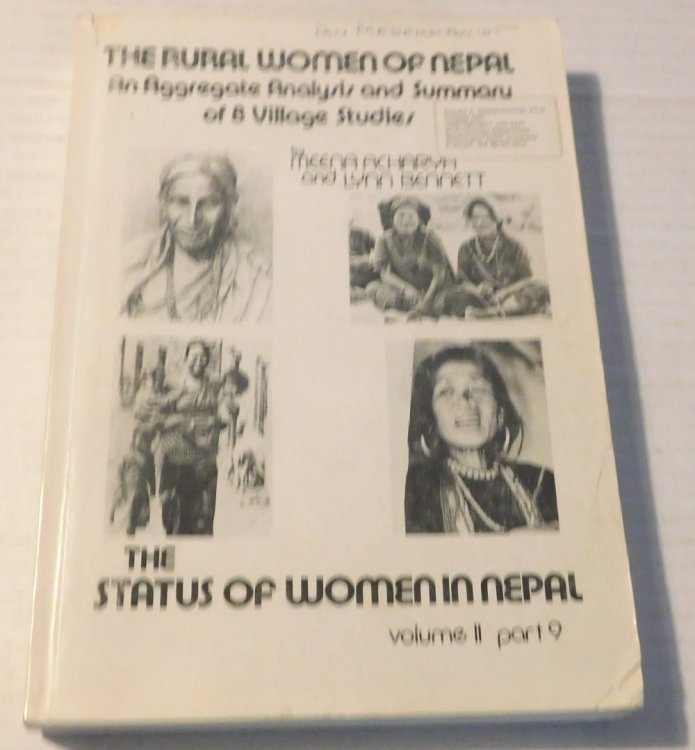 THE RURAL WOMEN OF NEPAL
An Aggregate Analysis and Summary
of 8 Village Studies
by
MEENA ACHARYA
and LYNN BENNETT
THE
STATUS OF WOMEN IN NEPAL
volume II part 9